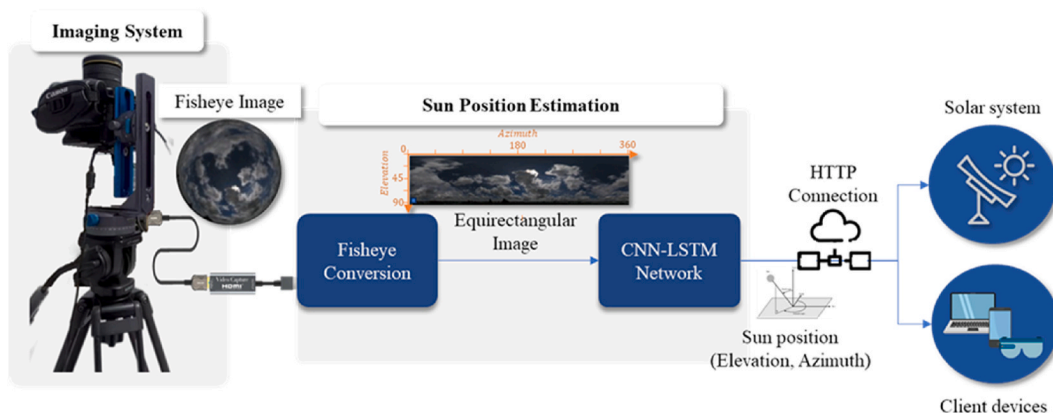 Imaging System
Canon
Fisheye Image
Sun Position Estimation
Azimuth
0
180
360
Elevation
45
90
Equirectangular
Image
Fisheye
Conversion
CNN-LSTM
Network
Video Capture
HDMI
HTTP
Connection
Sun position
(Elevation, Azimuth)
Solar system
Client devices